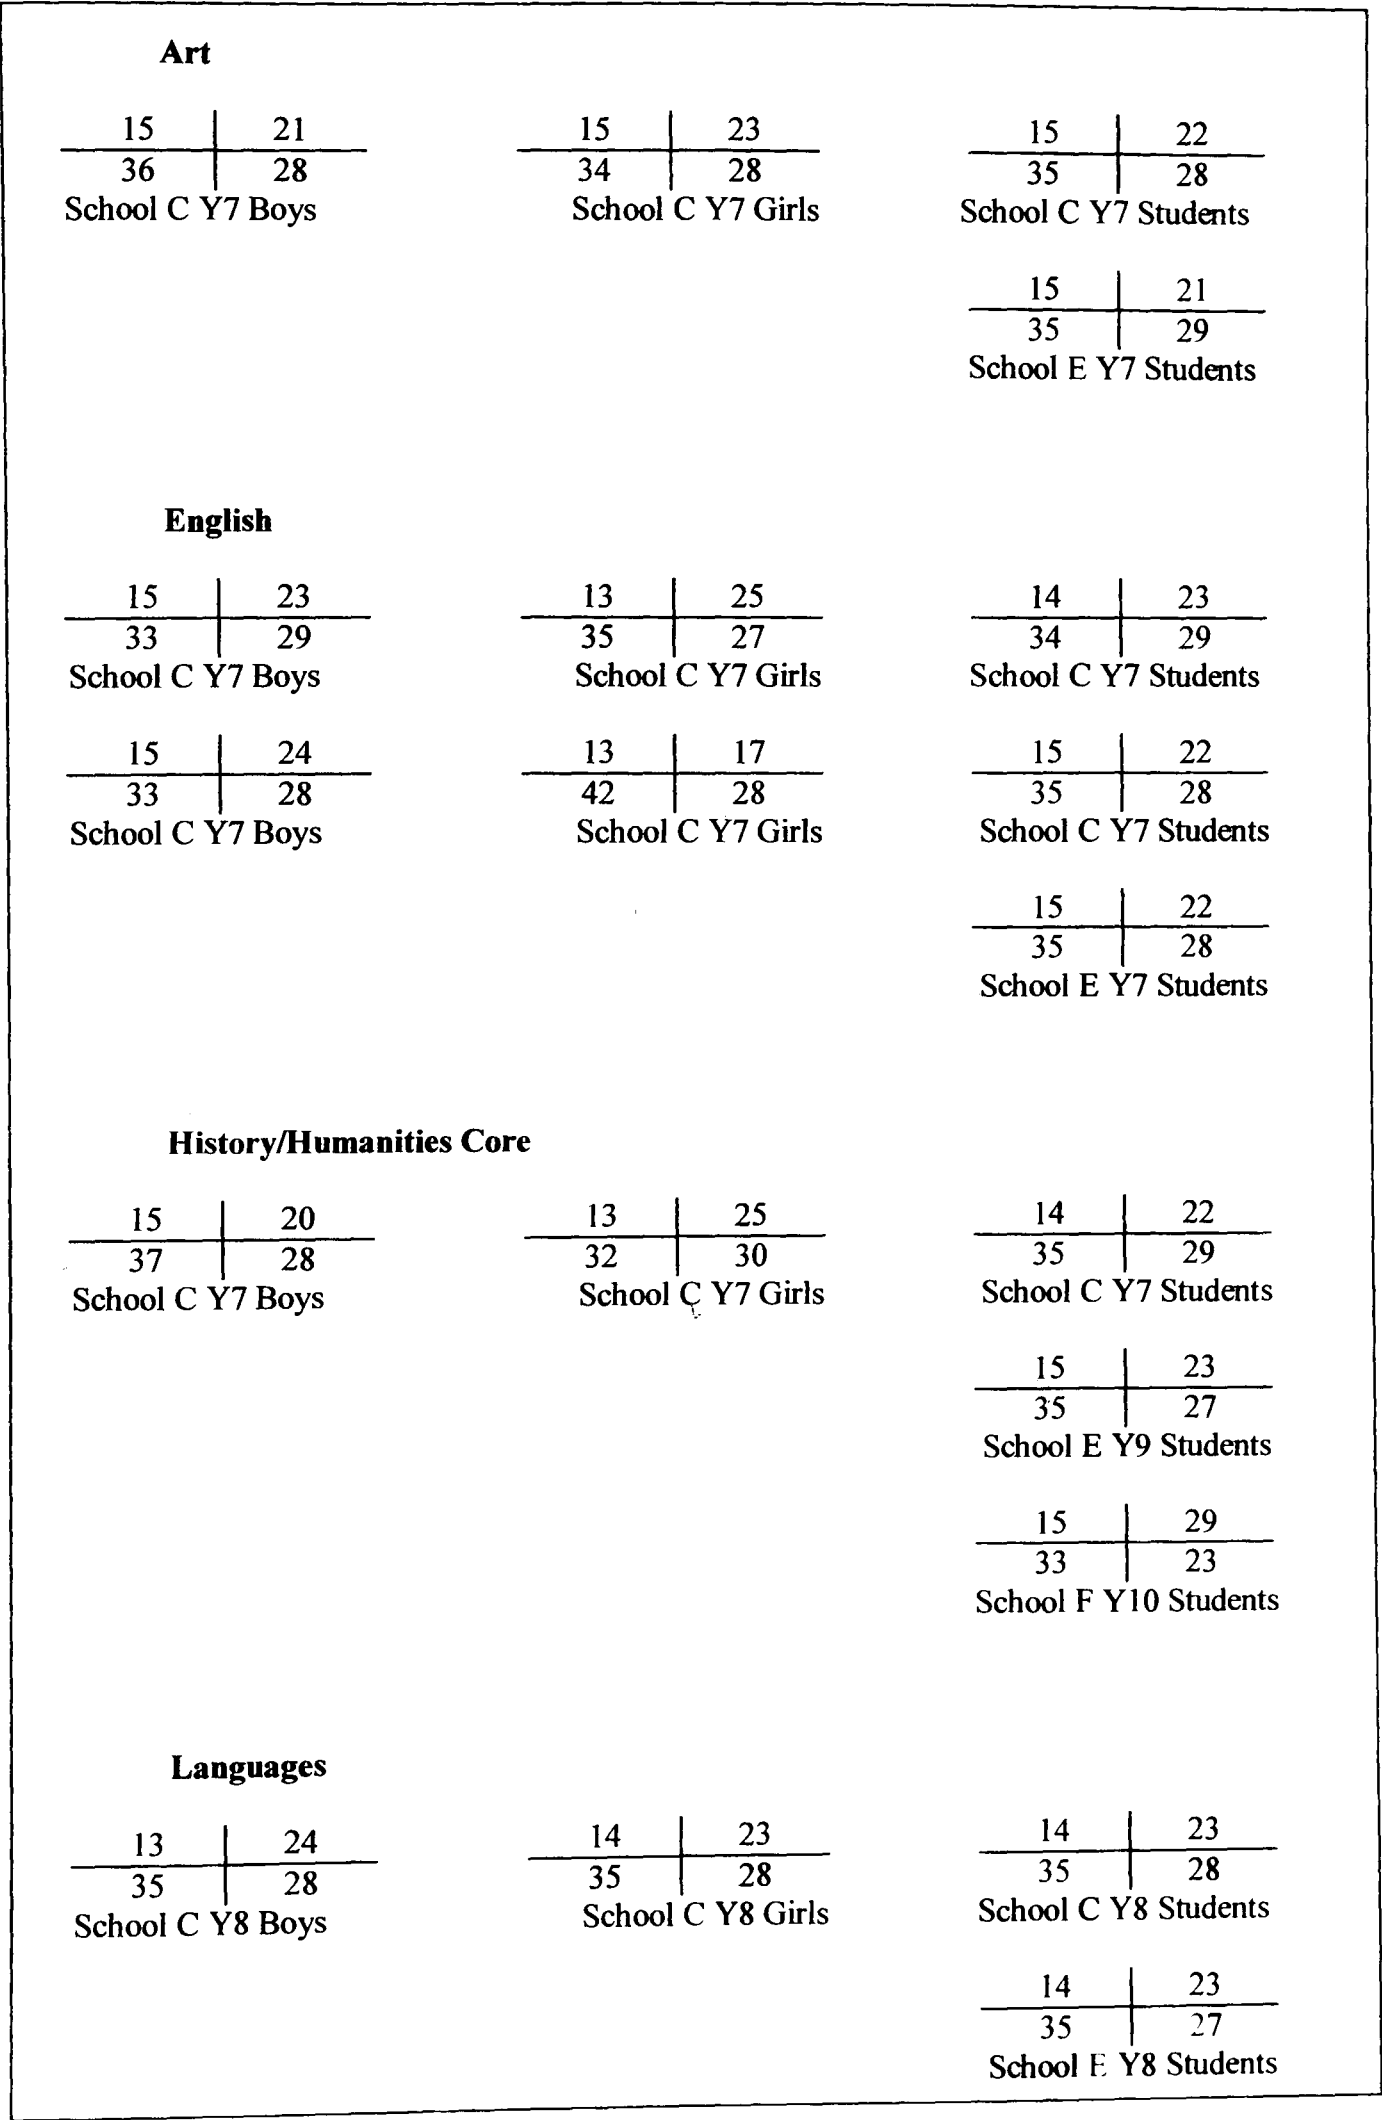 Art
15 21 15 23 15 22
36 28 34 28 35 28
School C Y7 Boys School C Y7 Girls School C Y7 Students
15 21
35 29
School E Y7 Students
English
15 23 13 25 14 23
33 29 35 27 34 29
School C Y7 Boys School C Y7 Girls School C Y7 Students
15 24 13 17 15 22
33 28 42 28 35 28
School C Y7 Boys School C Y7 Girls School C Y7 Students
15 22
35 28
School E Y7 Students
History/Humanities Core
15 20 13 25 14 22
37 28 32 30 35 29
School C Y7 Boys School C Y7 Girls School C Y7 Students
15 23
35 27
School E Y9 Students
15 29
33 23
School F Y10 Students
Languages
13 24 14 23 14 23
35 28 35 28 35 28
School C Y8 Boys School C Y8 Girls School C Y8 Students
14 23
35 27
School E Y8 Students